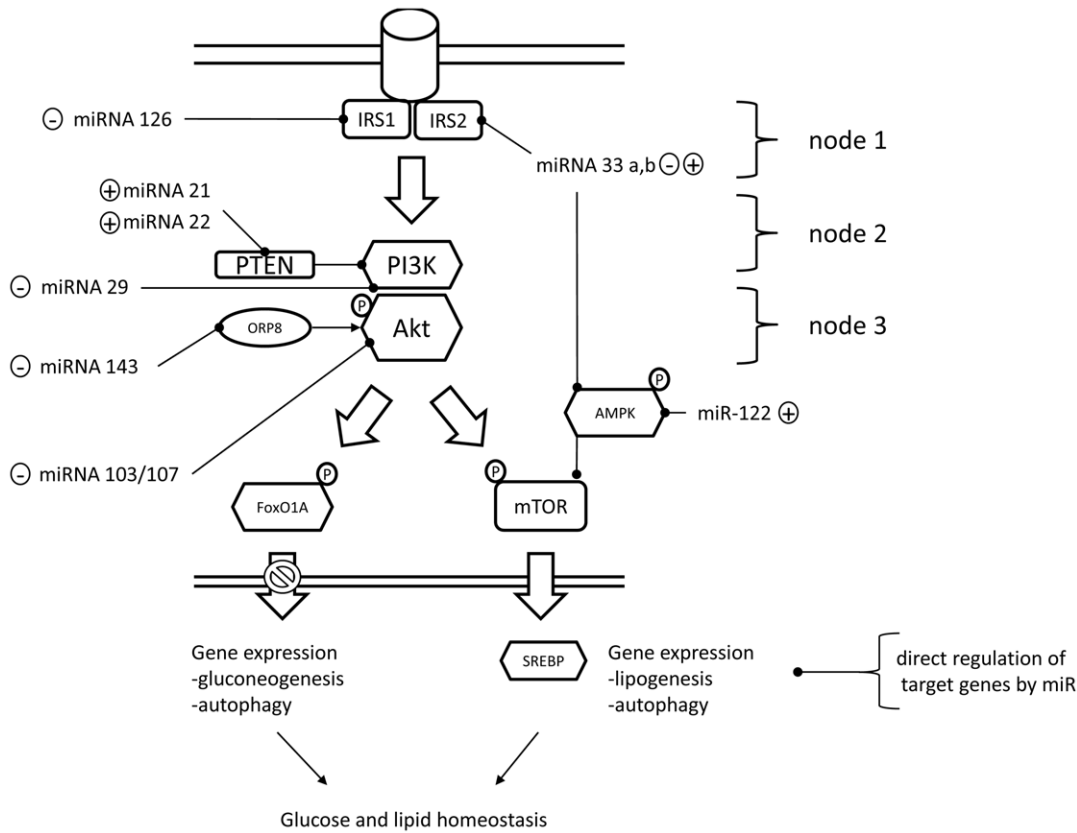 IRS1
IRS2
⊖ miRNA 126
node 1
miRNA 33 a,b ⊖ ⊕
⊕ miRNA 21
⊕ miRNA 22
node 2
PTEN
PI3K
⊖ miRNA 29
P
ORP8
Akt
node 3
⊖ miRNA 143
P
AMPK
miR-122 ⊕
⊖ miRNA 103/107
P
P
FoxO1A
mTOR
Gene expression
-gluconeogenesis
-autophagy
SREBP
Gene expression
-lipogenesis
-autophagy
direct regulation of
target genes by miR
Glucose and lipid homeostasis